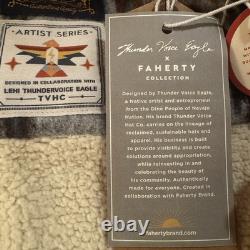 ARTIST SERIES
DESIGNED IN COLLABORATION WITH
LEHI THUNDERVOICE EAGLE
TVHC
Thunder Voice Eagle
X
FAHERTY
COLLECTION
Designed by Thunder Voice Eagle,
a Native artist and entrepreneur
from the Diné People of Navajo
Nation. His brand Thunder Voice
Hat Co. carries on the lineage of
reclaimed, sustainable hats and
apparel. His business is built
to provide visibility and create
solutions around appropriation,
while reinvesting in and
celebrating the beauty of
his community. Authentically
made for everyone. Created in
collaboration with Faherty Brand.
fahertybrand.com